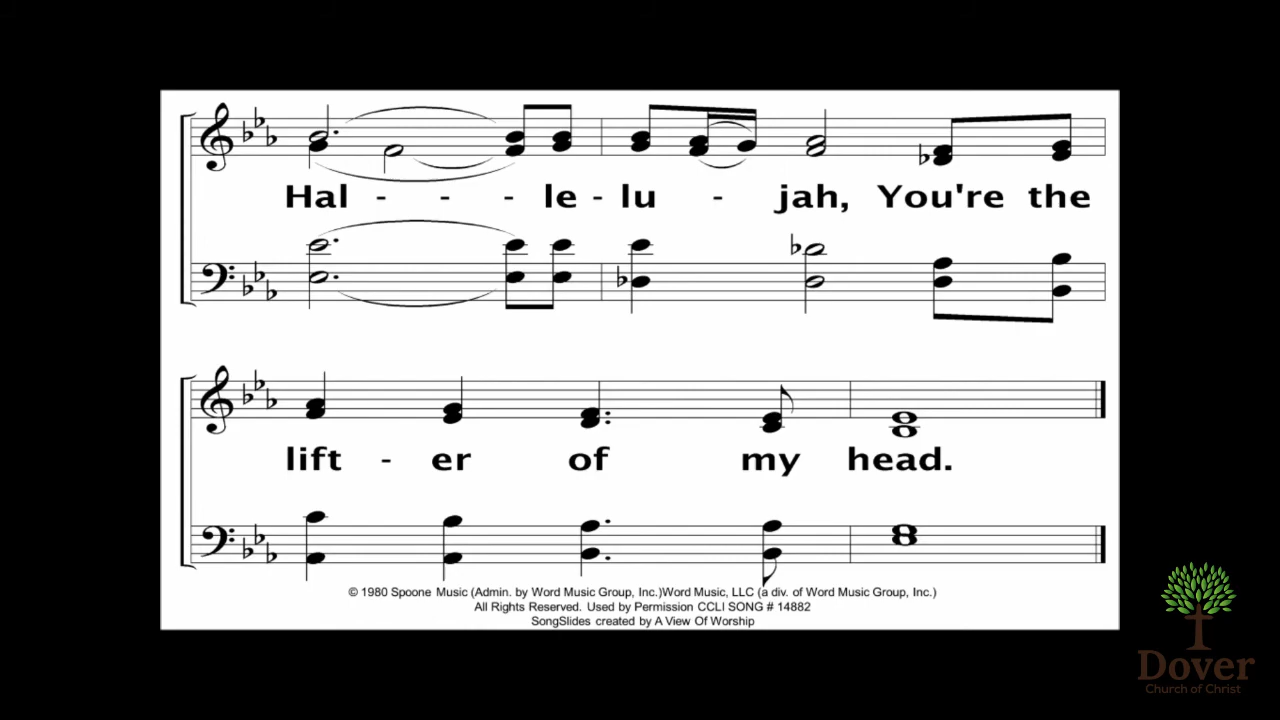 Hal - - - le - lu - jah, You're the
lift - er of my head.
© 1980 Spoone Music (Admin. by Word Music Group, Inc.)Word Music, LLC (a div. of Word Music Group, Inc.)
All Rights Reserved. Used by Permission CCLI SONG # 14882
SongSlides created by A View Of Worship
Dover
Church of Christ